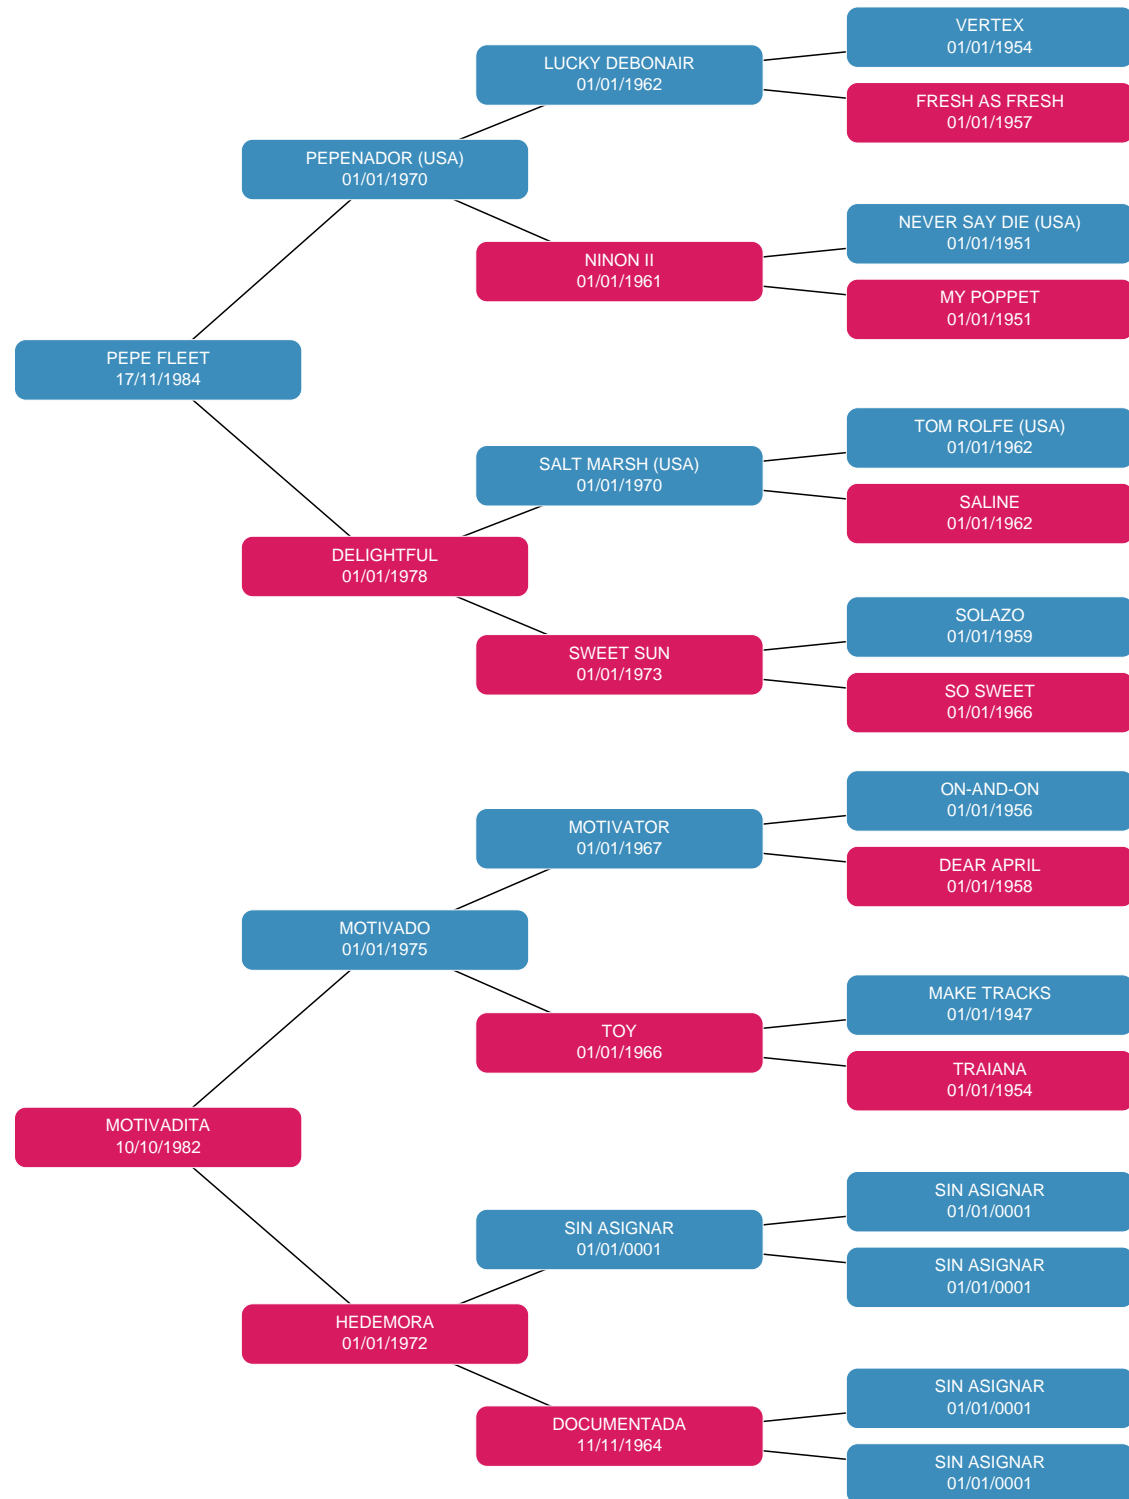 VERTEX
01/01/1954
LUCKY DEBONAIR
01/01/1962
FRESH AS FRESH
01/01/1957
PEPENADOR (USA)
01/01/1970
NEVER SAY DIE (USA)
01/01/1951
NINON II
01/01/1961
MY POPPET
01/01/1951
PEPE FLEET
17/11/1984
TOM ROLFE (USA)
01/01/1962
SALT MARSH (USA)
01/01/1970
SALINE
01/01/1962
DELIGHTFUL
01/01/1978
SOLAZO
01/01/1959
SWEET SUN
01/01/1973
SO SWEET
01/01/1966
ON-AND-ON
01/01/1956
MOTIVATOR
01/01/1967
DEAR APRIL
01/01/1958
MOTIVADO
01/01/1975
MAKE TRACKS
01/01/1947
TOY
01/01/1966
TRAIANA
01/01/1954
MOTIVADITA
10/10/1982
SIN ASIGNAR
01/01/0001
SIN ASIGNAR
01/01/0001
SIN ASIGNAR
01/01/0001
HEDEMORA
01/01/1972
SIN ASIGNAR
01/01/0001
DOCUMENTADA
11/11/1964
SIN ASIGNAR
01/01/0001